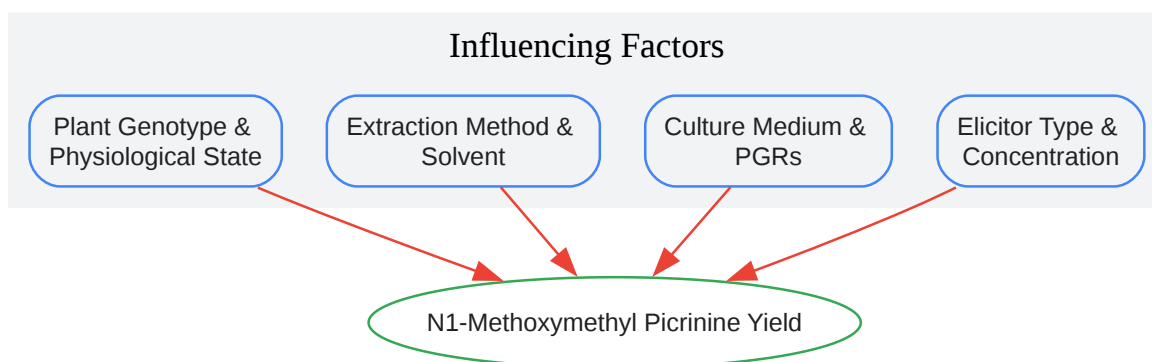 Influencing Factors
Plant Genotype &
Physiological State
Extraction Method &
Solvent
Culture Medium &
PGRs
Elicitor Type &
Concentration
N1-Methoxymethyl Picrinine Yield